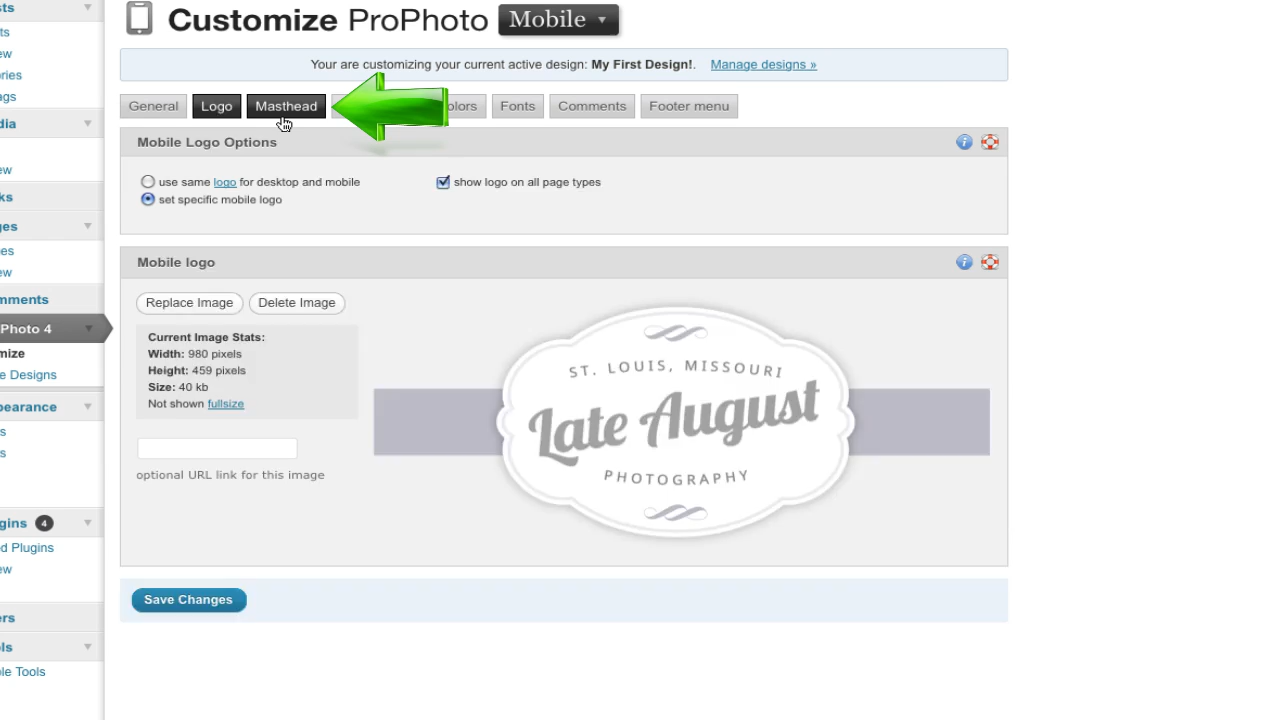 Customize ProPhoto Mobile
Your are customizing your current active design: My First Design!. Manage designs »
General Logo Masthead olors Fonts Comments Footer menu
Mobile Logo Options
use same logo for desktop and mobile
show logo on all page types
set specific mobile logo
Mobile logo
Replace Image Delete Image
Current Image Stats:
Width: 980 pixels
Height: 459 pixels
Size: 40 kb
Not shown fullsize
optional URL link for this image
ST. LOUIS, MISSOURI
Late August
PHOTOGRAPHY
Save Changes
sts
ts
ew
ories
ags
dia
ew
ks
ges
es
ew
mments
Photo 4
mize
e Designs
pearance
s
s
gins 4
d Plugins
ew
ers
ls
ble Tools